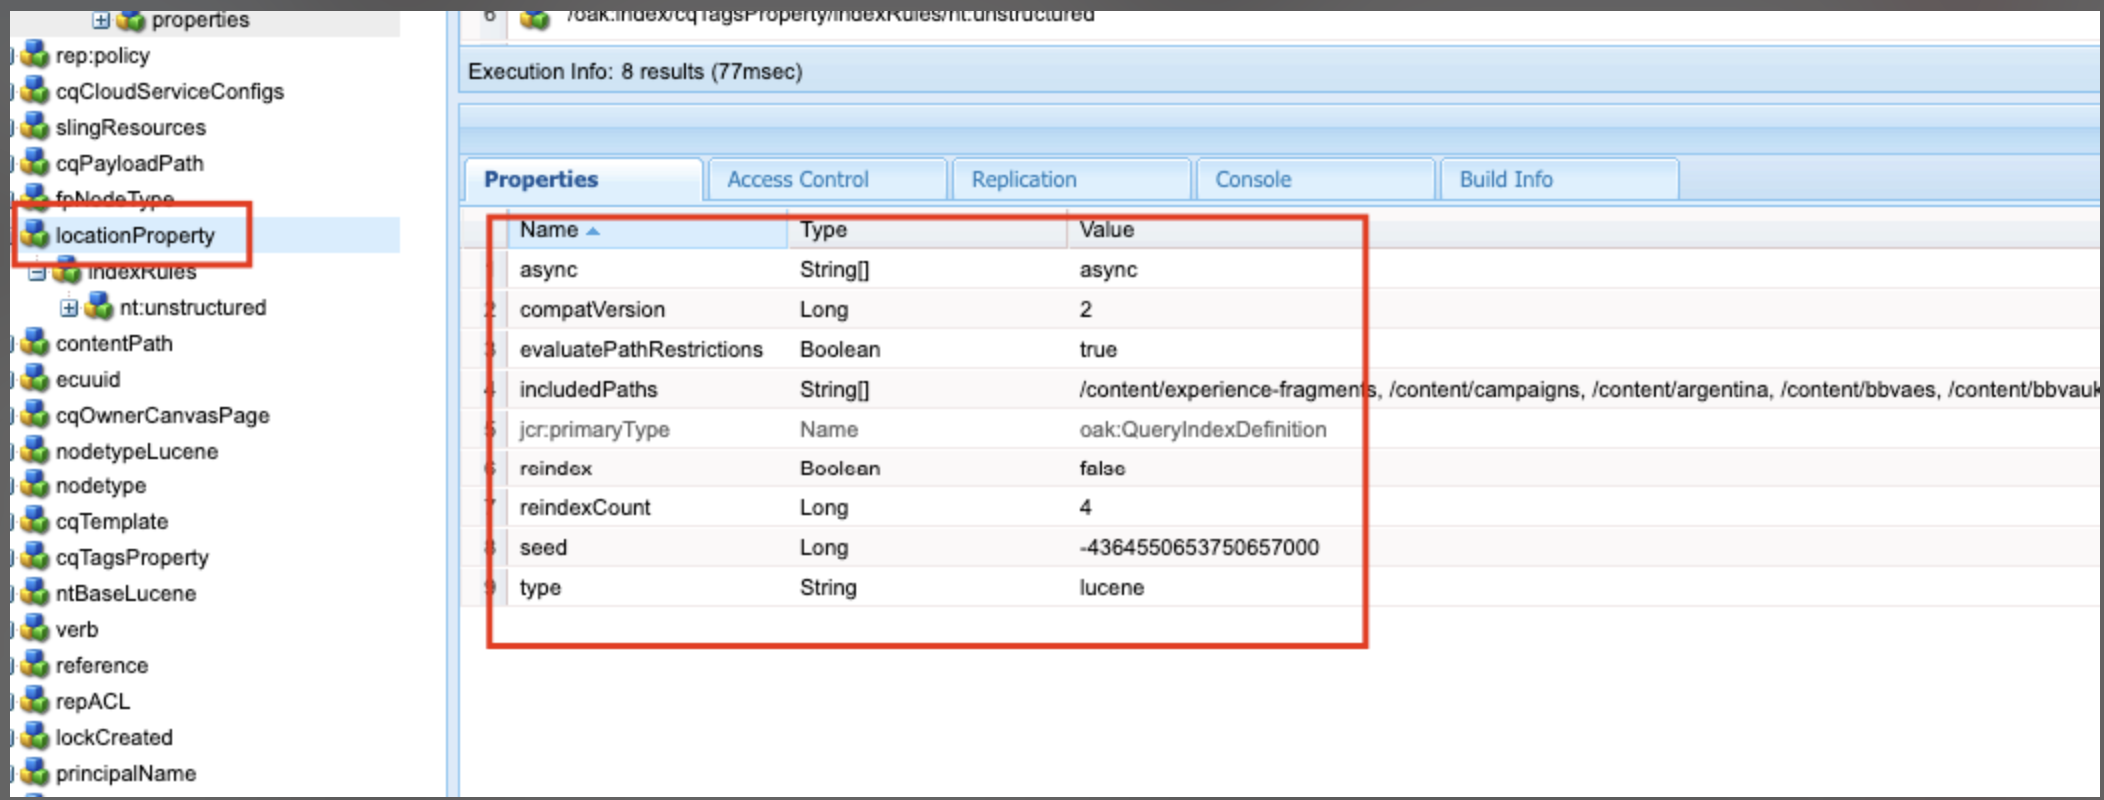 properties
rep:policy
cqCloudServiceConfigs
slingResources
cqPayloadPath
fpNodeType
locationProperty
indexRules
nt:unstructured
contentPath
ecuuid
cqOwnerCanvasPage
nodetypeLucene
nodetype
cqTemplate
cqTagsProperty
ntBaseLucene
verb
reference
repACL
lockCreated
principalName
6 /oak:index/cqTagsProperty/indexRules/nt:unstructured
Execution Info: 8 results (77msec)
Properties Access Control Replication Console Build Info
Name Type Value
async String[] async
2 compatVersion Long 2
3 evaluatePathRestrictions Boolean true
4 includedPaths String[] /content/experience-fragments, /content/campaigns, /content/argentina, /content/bbvaes, /content/bbvauk
5 jcr:primaryType Name oak:QueryIndexDefinition
6 reindex Boolean false
7 reindexCount Long 4
8 seed Long -4364550653750657000
9 type String lucene